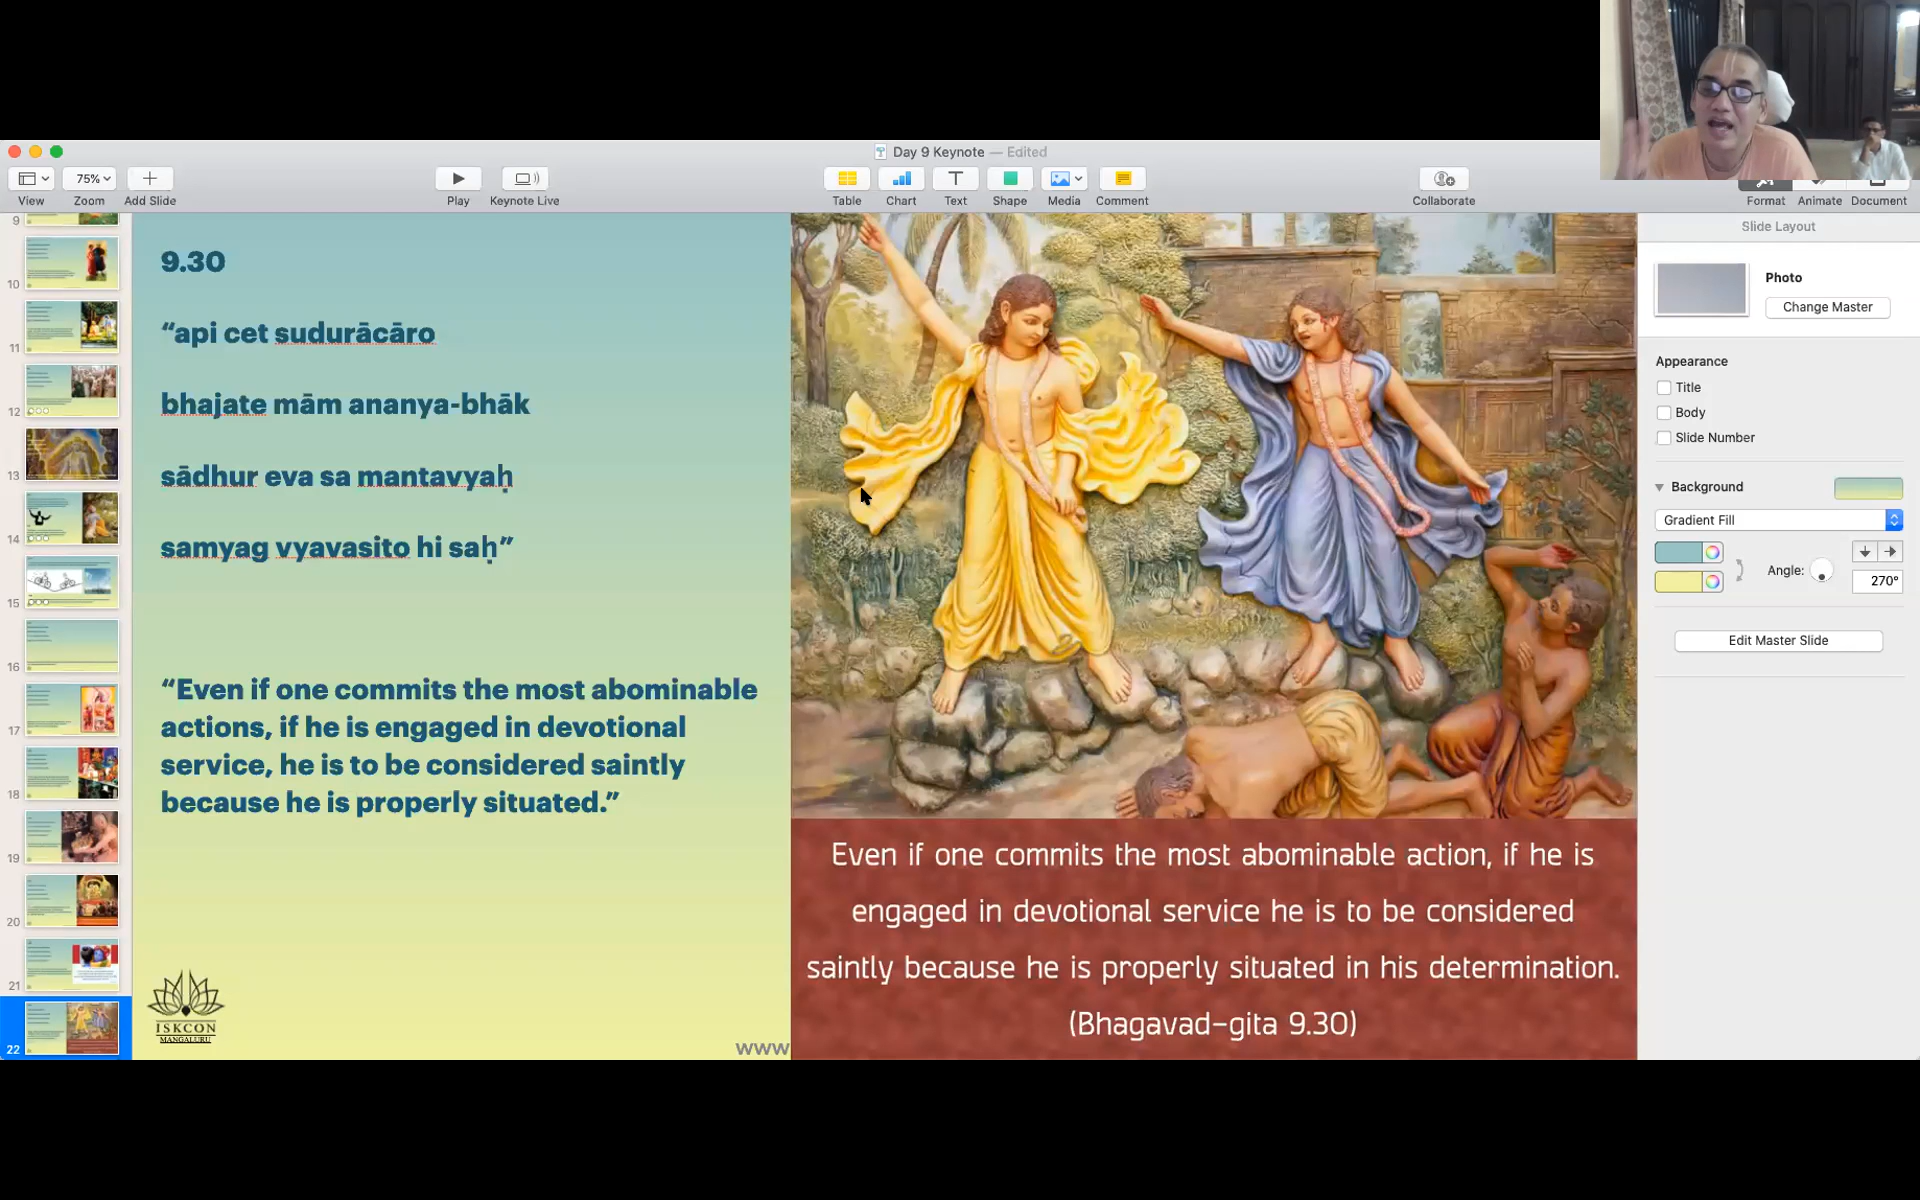 Day 9 Keynote — Edited
75%
View
Zoom
Add Slide
Play
Keynote Live
Table
Chart
Text
Shape
Media
Comment
Collaborate
Format
Animate
Document
9
10
11
12
13
14
15
16
17
18
19
20
21
22
9.30
“api cet sudurācāro
bhajate mām ananya-bhāk
sādhur eva sa mantavyaḥ
samyag vyavasito hi saḥ”
“Even if one commits the most abominable
actions, if he is engaged in devotional
service, he is to be considered saintly
because he is properly situated.”
ISKCON
MANGALURU
www
Even if one commits the most abominable action, if he is
engaged in devotional service he is to be considered
saintly because he is properly situated in his determination.
(Bhagavad-gita 9.30)
Slide Layout
Photo
Change Master
Appearance
Title
Body
Slide Number
Background
Gradient Fill
Angle:
270°
Edit Master Slide